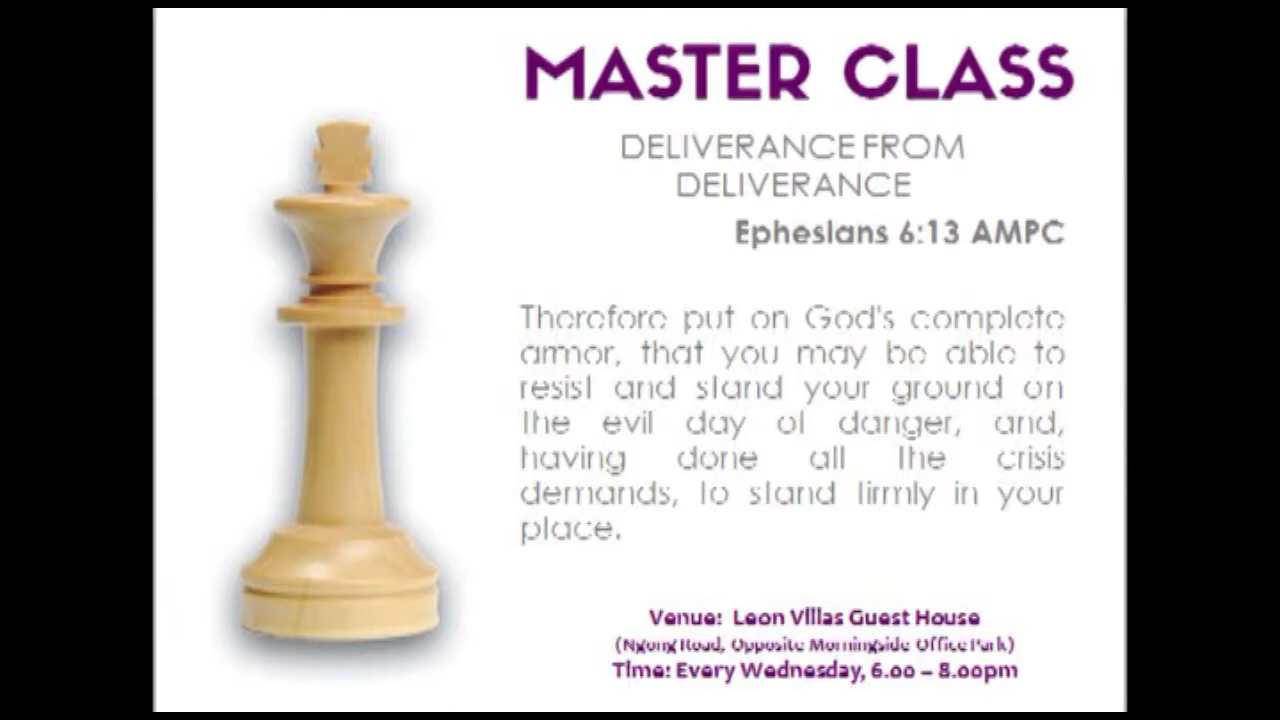 MASTER CLASS
DELIVERANCE FROM
DELIVERANCE
Ephesians 6:13 AMPC
Therefore put on God's complete
armor, that you may be able to
resist and stand your ground on
the evil day of danger, and,
having done all the crisis
demands, to stand firmly in your
place.
Venue: Leon Villas Guest House
(Ngong Road, Opposite Morningside Office Park)
Time: Every Wednesday, 6.00 – 8.00pm